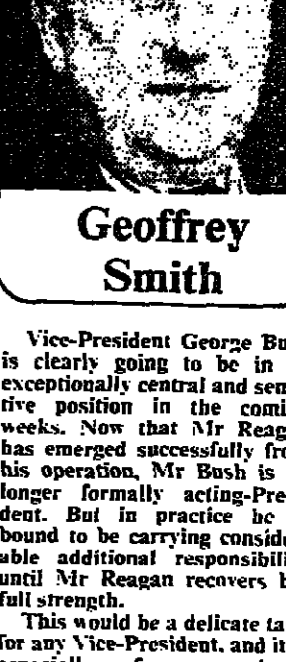 Geoffrey
Smith
Vice-President George Bu
is clearly going to be in
exceptionally central and sen
tive position in the comi
weeks. Now that Mr Reag
has emerged successfully fro
his operation, Mr Bush is
longer formally acting-Pre
dent. But in practice he
bound to be carrying consid
able additional responsibili
until Mr Reagan recovers h
full strength.
This would be a delicate ta
for any Vice-President, and it